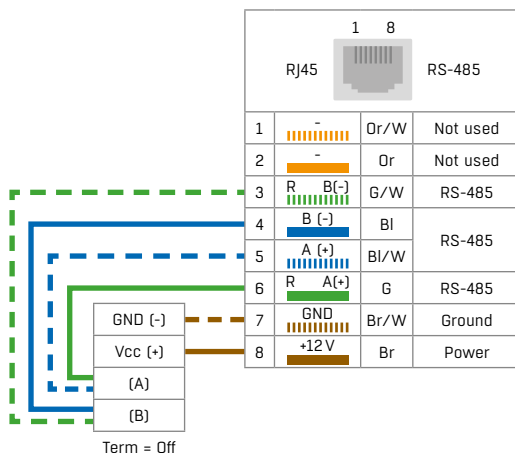 1 8
RJ45 RS-485
1 - Or/W Not used
2 - Or Not used
3 R B(-) G/W RS-485
4 B (-) Bl
RS-485
5 A (+) Bl/W
6 R A(+) G RS-485
7 GND Br/W Ground
8 +12 V Br Power
GND (-)
Vcc (+)
(A)
(B)
Term = Off